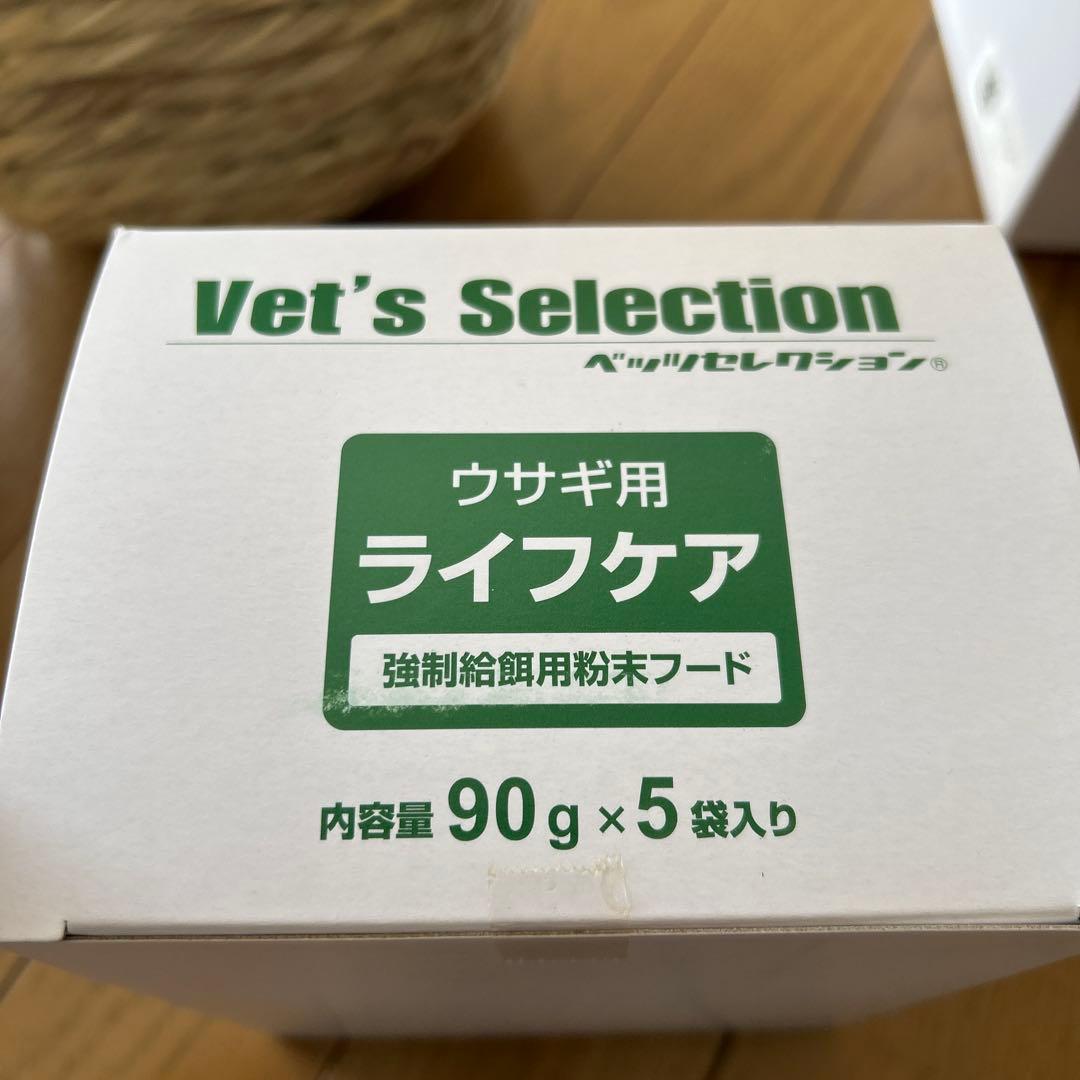 Vet's Selection
ベッツセレクション®
ウサギ用
ライフケア
強制給餌用粉末フード
内容量 90g×5袋入り